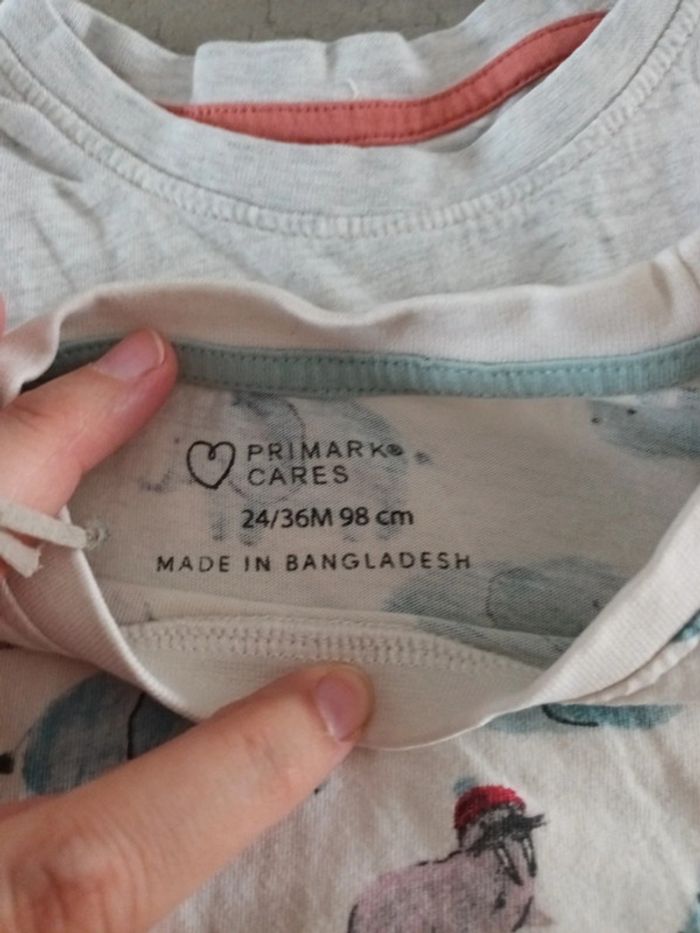 PRIMARK®
CARES
24/36M 98 cm
MADE IN BANGLADESH